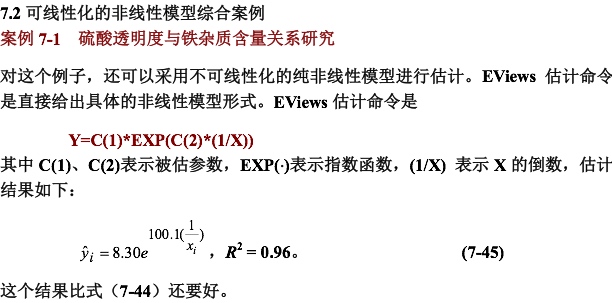 7.2 可线性化的非线性模型综合案例
案例 7-1 硫酸透明度与铁杂质含量关系研究
对这个例子，还可以采用不可线性化的纯非线性模型进行估计。EViews 估计命令
是直接给出具体的非线性模型形式。EViews 估计命令是
Y=C(1)*EXP(C(2)*(1/X))
其中 C(1)、C(2)表示被估参数，EXP(·)表示指数函数，(1/X) 表示 X 的倒数，估计
结果如下：
ŷᵢ = 8.30e^{100.1(1/xᵢ)}，R² = 0.96。 (7-45)
这个结果比式（7-44）还要好。